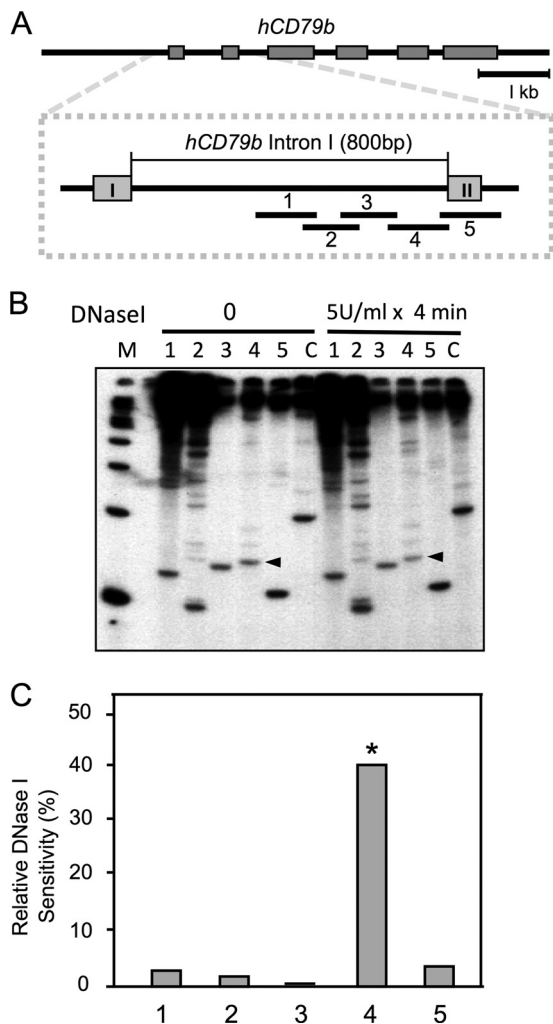 A
hCD79b
I kb
hCD79b Intron I (800bp)
I II
1 3
2 4 5
B
DNaseI 0 5U/ml x 4 min
M 1 2 3 4 5 C 1 2 3 4 5 C
C
Relative DNase I
Sensitivity (%)
50
40
30
20
10
0
*
1 2 3 4 5